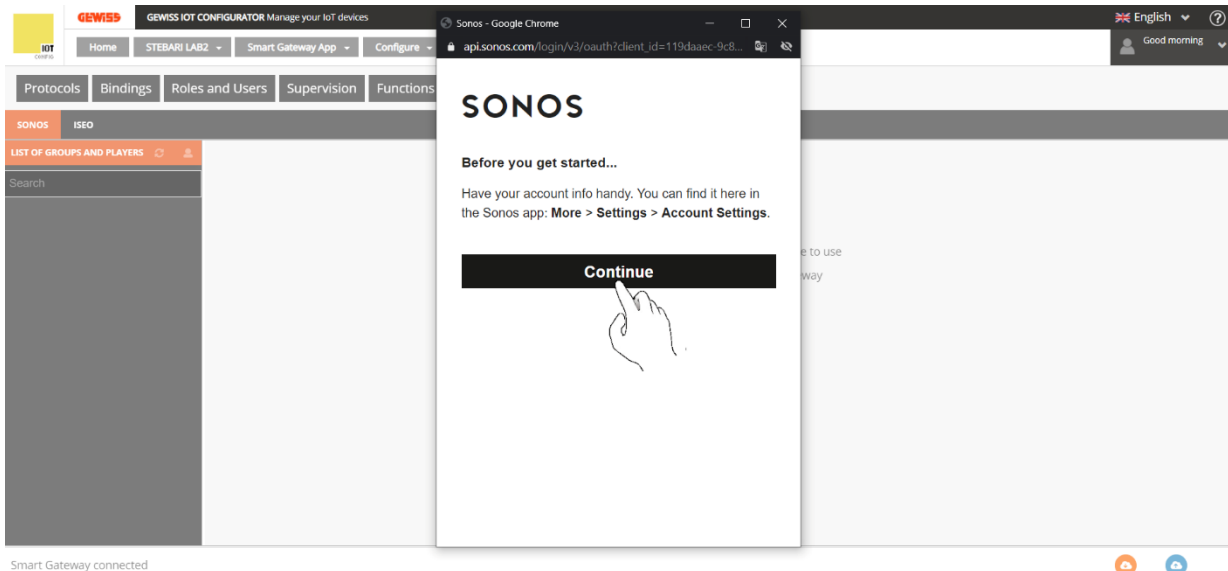 GEWISS
GEWISS IOT CONFIGURATOR Manage your IoT devices
English
?
IOT
CONFIG
Home
STEBARI LAB2
Smart Gateway App
Configure
Good morning
Protocols
Bindings
Roles and Users
Supervision
Functions
SONOS
ISEO
LIST OF GROUPS AND PLAYERS
Search
Sonos - Google Chrome
api.sonos.com/login/v3/oauth?client_id=119daaec-9c8...
SONOS
Before you get started...
Have your account info handy. You can find it here in
the Sonos app: More > Settings > Account Settings.
Continue
e to use
way
Smart Gateway connected